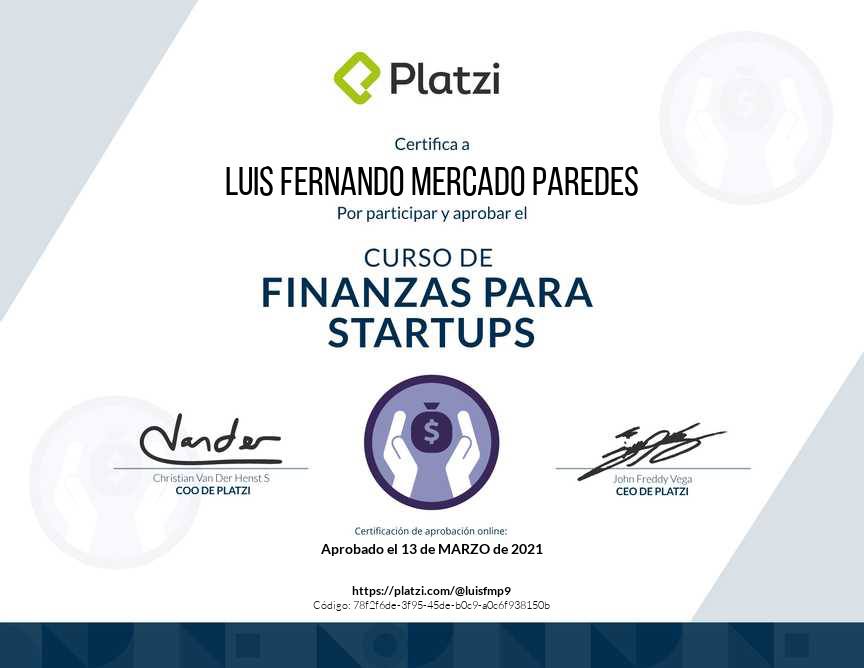 Platzi
Certifica a
LUIS FERNANDO MERCADO PAREDES
Por participar y aprobar el
CURSO DE
FINANZAS PARA
STARTUPS
$
Vander
Christian Van Der Henst S
COO DE PLATZI
John Freddy Vega
CEO DE PLATZI
Certificación de aprobación online:
Aprobado el 13 de MARZO de 2021
https://platzi.com/@luisfmp9
Código: 78f2f6de-3f95-45de-b0c9-a0c6f938150b